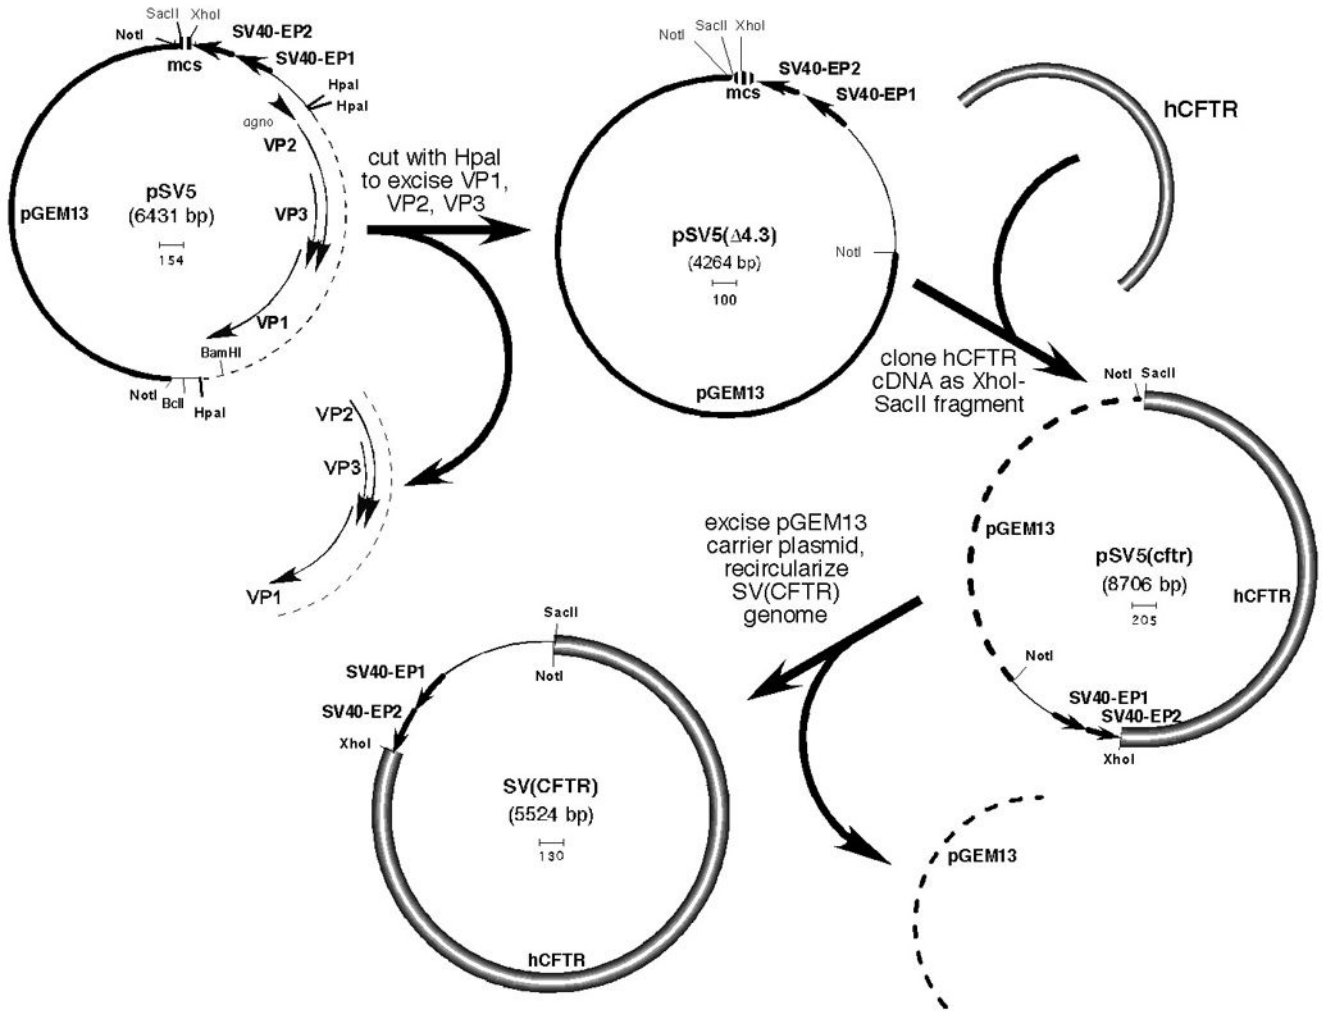 SacII XhoI
NotI
SV40-EP2
mcs
SV40-EP1
HpaI
HpaI
agno
VP2
pSV5
(6431 bp)
154
pGEM13
VP3
VP1
BamHI
NotI
BclI
HpaI
cut with HpaI
to excise VP1,
VP2, VP3
VP2
VP3
VP1
NotI
SacII XhoI
SV40-EP2
mcs
SV40-EP1
pSV5(Δ4.3)
(4264 bp)
100
NotI
pGEM13
hCFTR
clone hCFTR
cDNA as XhoI-
SacII fragment
NotI SacII
pGEM13
pSV5(cftr)
(8706 bp)
205
hCFTR
NotI
SV40-EP1
SV40-EP2
XhoI
excise pGEM13
carrier plasmid,
recircularize
SV(CFTR)
genome
SacII
NotI
SV40-EP1
SV40-EP2
XhoI
SV(CFTR)
(5524 bp)
130
hCFTR
pGEM13